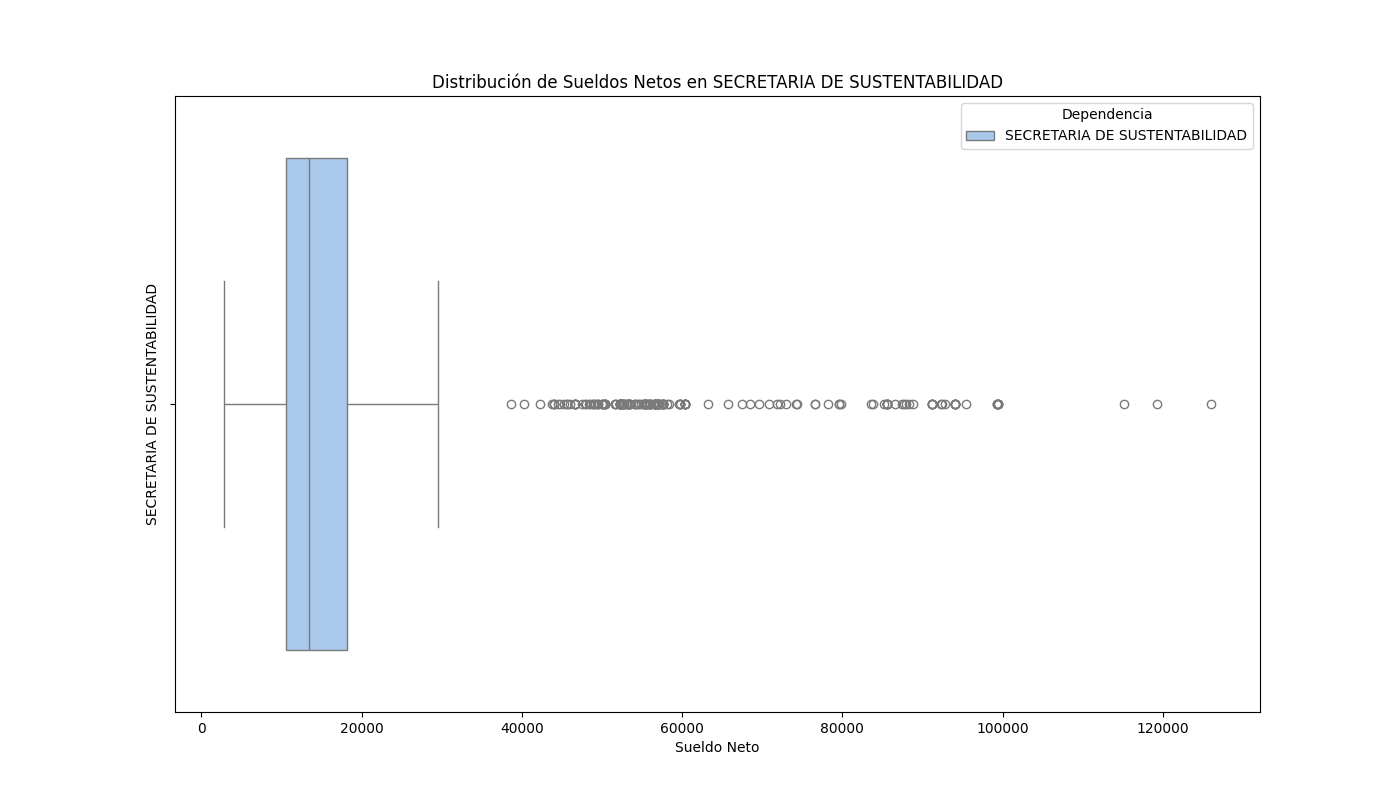 Distribución de Sueldos Netos en SECRETARIA DE SUSTENTABILIDAD
Dependencia
SECRETARIA DE SUSTENTABILIDAD
SECRETARIA DE SUSTENTABILIDAD
0 20000 40000 60000 80000 100000 120000
Sueldo Neto